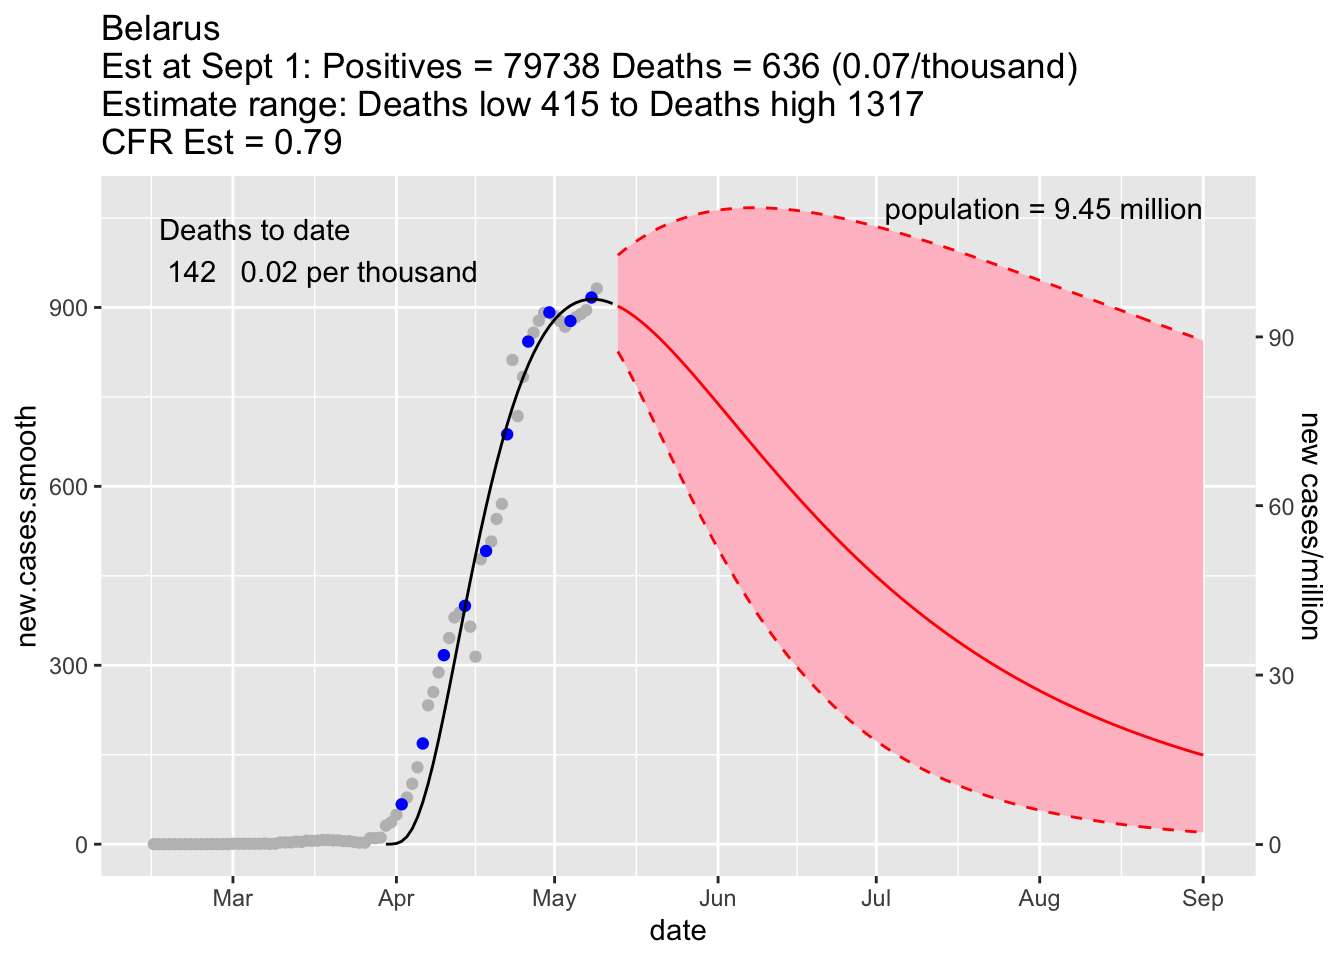 Belarus
Est at Sept 1: Positives = 79738 Deaths = 636 (0.07/thousand)
Estimate range: Deaths low 415 to Deaths high 1317
CFR Est = 0.79
population = 9.45 million
Deaths to date
142 0.02 per thousand
900
600
300
0
new.cases.smooth
90
60
30
0
new cases/million
Mar Apr May Jun Jul Aug Sep
date